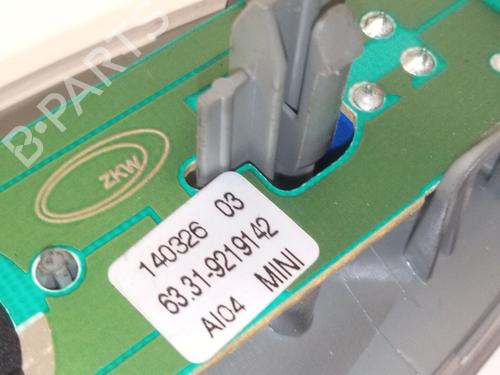 B-PARTS
ZKW
140326 03
63.31-9219142
AI04 MINI